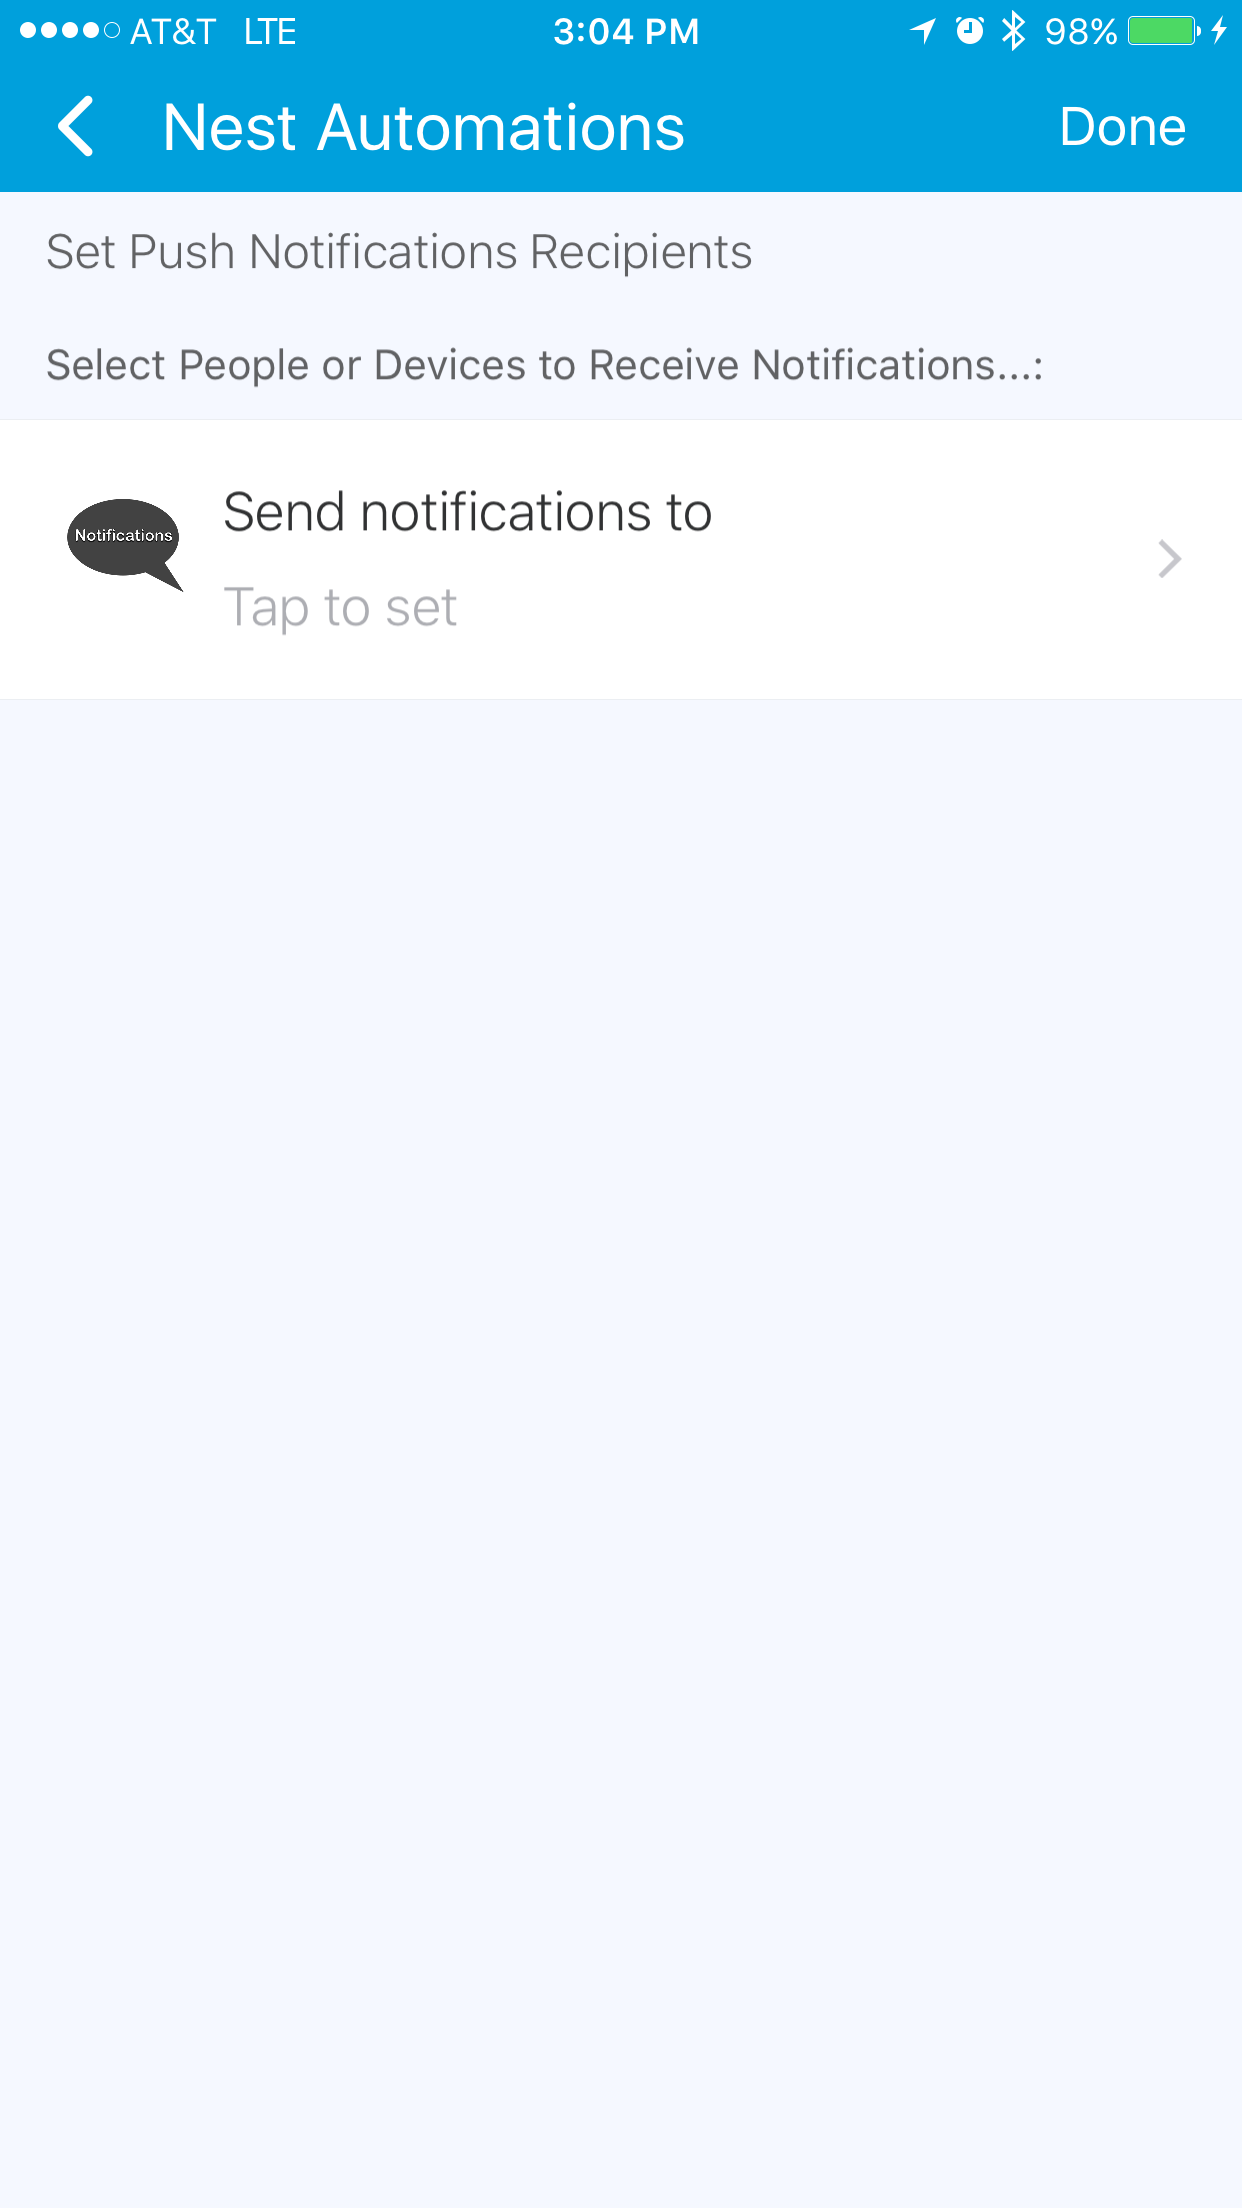 AT&T LTE 3:04 PM 98%
Nest Automations Done
Set Push Notifications Recipients
Select People or Devices to Receive Notifications...:
Send notifications to
Notifications
Tap to set